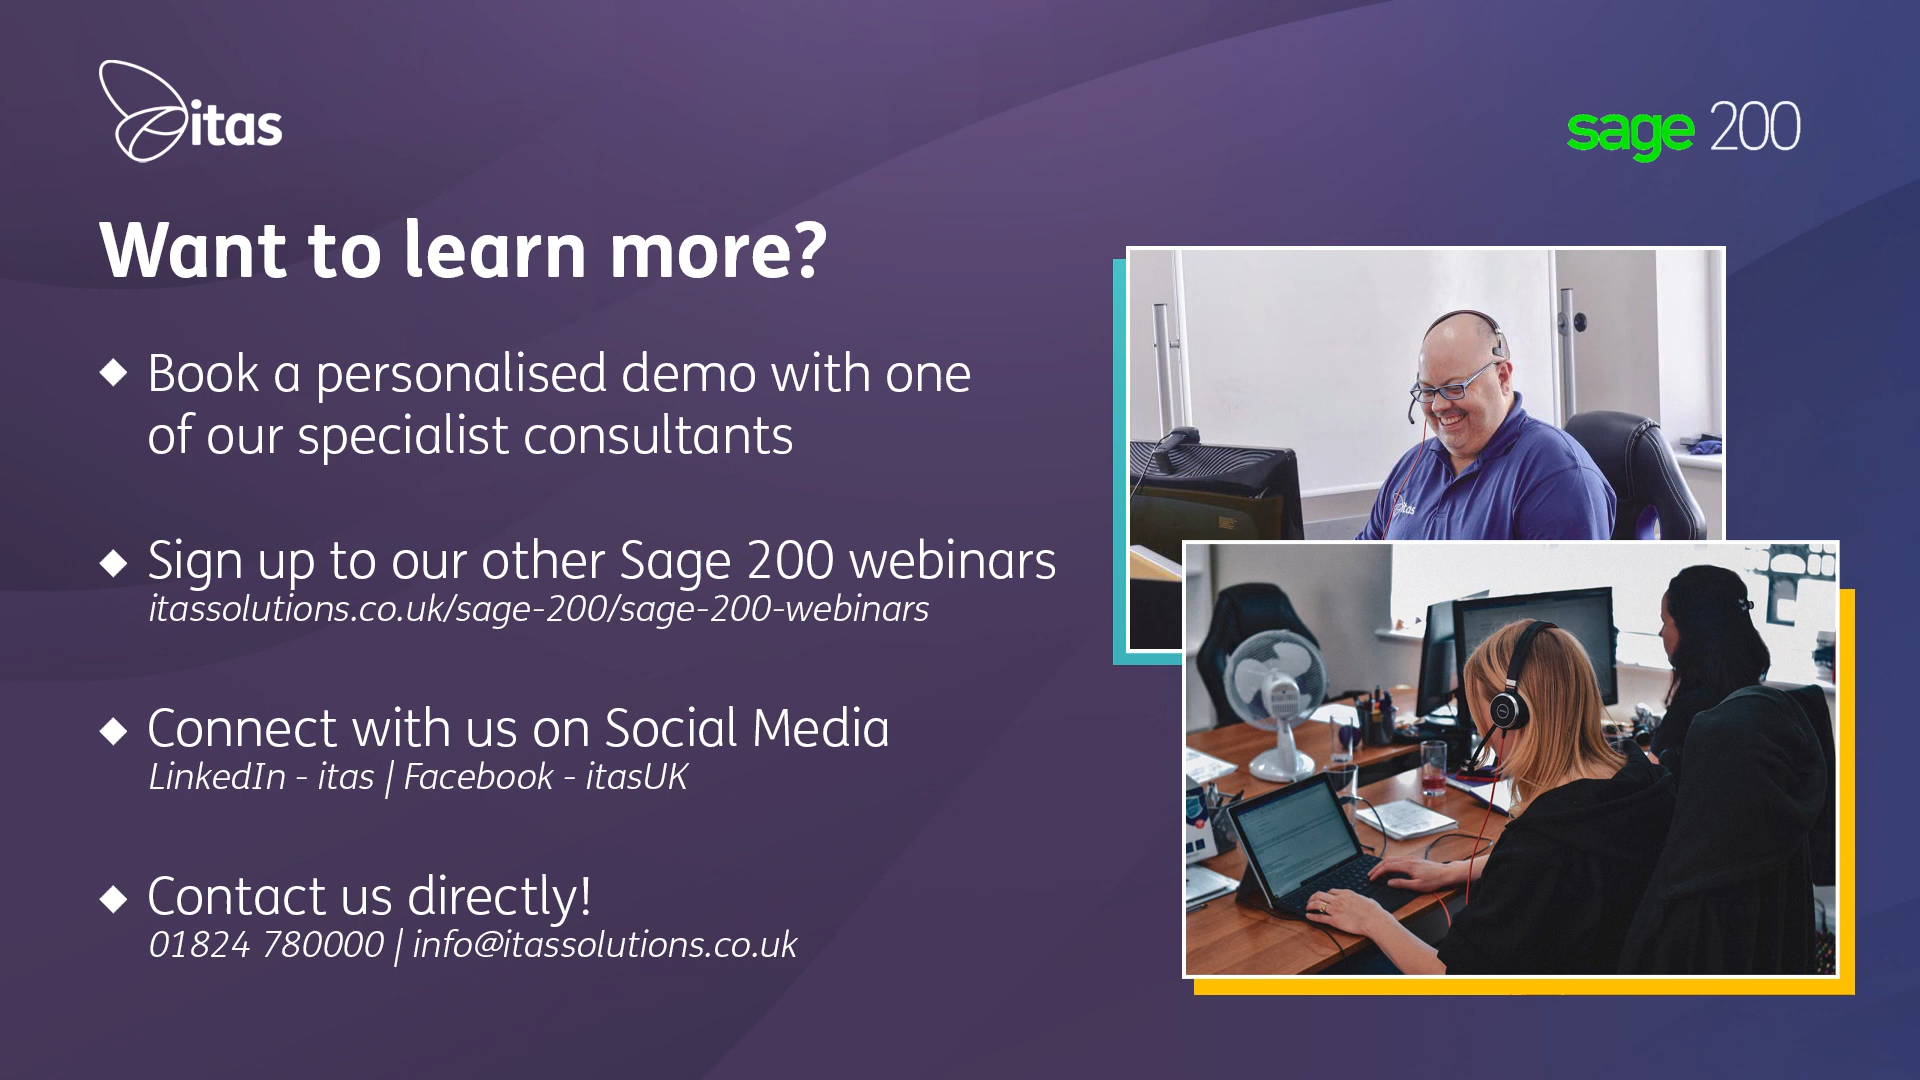 itas
sage 200
Want to learn more?
Book a personalised demo with one
of our specialist consultants
Sign up to our other Sage 200 webinars
itassolutions.co.uk/sage-200/sage-200-webinars
Connect with us on Social Media
LinkedIn - itas | Facebook - itasUK
Contact us directly!
01824 780000 | info@itassolutions.co.uk
itas